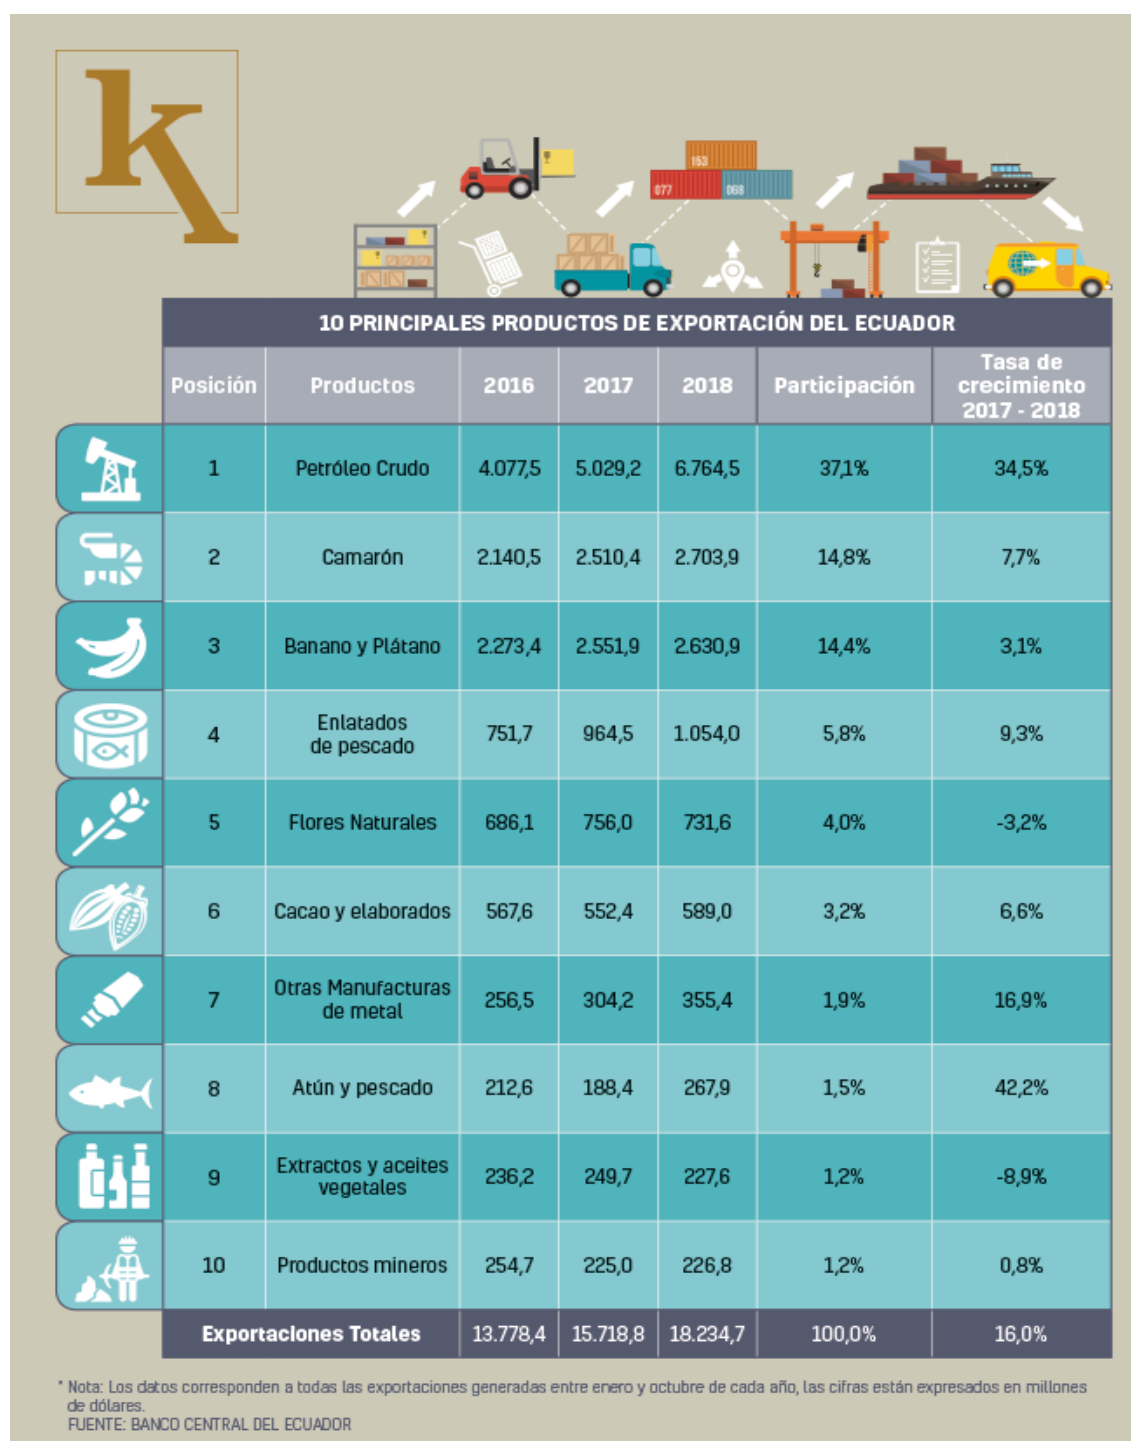 k
153
077
068
10 PRINCIPALES PRODUCTOS DE EXPORTACIÓN DEL ECUADOR
Posición Productos 2016 2017 2018 Participación Tasa de
crecimiento
2017 - 2018
1 Petróleo Crudo 4.077,5 5.029,2 6.764,5 37,1% 34,5%
2 Camarón 2.140,5 2.510,4 2.703,9 14,8% 7,7%
3 Banano y Plátano 2.273,4 2.551,9 2.630,9 14,4% 3,1%
4 Enlatados
de pescado 751,7 964,5 1.054,0 5,8% 9,3%
5 Flores Naturales 686,1 756,0 731,6 4,0% -3,2%
6 Cacao y elaborados 567,6 552,4 589,0 3,2% 6,6%
7 Otras Manufacturas
de metal 256,5 304,2 355,4 1,9% 16,9%
8 Atún y pescado 212,6 188,4 267,9 1,5% 42,2%
9 Extractos y aceites
vegetales 236,2 249,7 227,6 1,2% -8,9%
10 Productos mineros 254,7 225,0 226,8 1,2% 0,8%
Exportaciones Totales 13.778,4 15.718,8 18.234,7 100,0% 16,0%
* Nota: Los datos corresponden a todas las exportaciones generadas entre enero y octubre de cada año, las cifras están expresados en millones
de dólares.
FUENTE: BANCO CENTRAL DEL ECUADOR